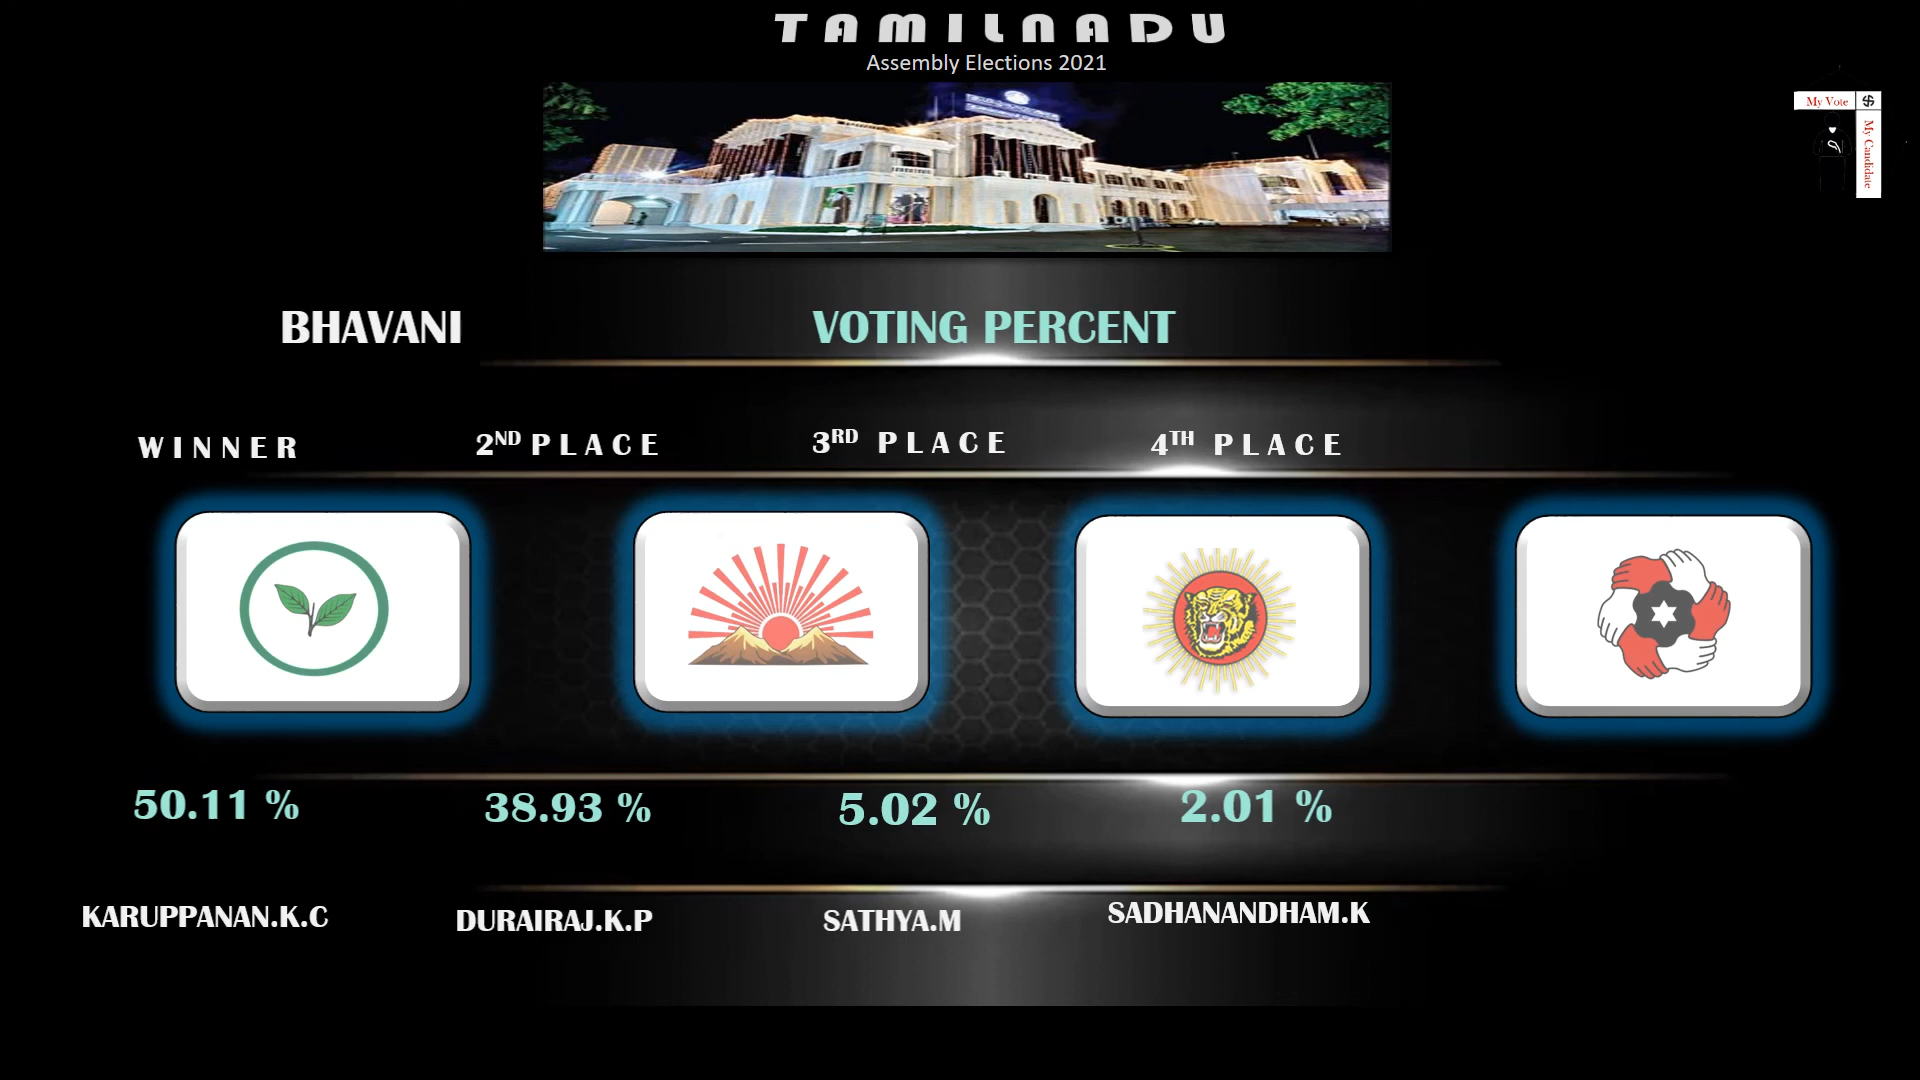 TAMILNADU
Assembly Elections 2021
My Vote
My Candidate
BHAVANI
VOTING PERCENT
WINNER
2ND PLACE
3RD PLACE
4TH PLACE
50.11 %
38.93 %
5.02 %
2.01 %
KARUPPANAN.K.C
DURAIRAJ.K.P
SATHYA.M
SADHANANDHAM.K